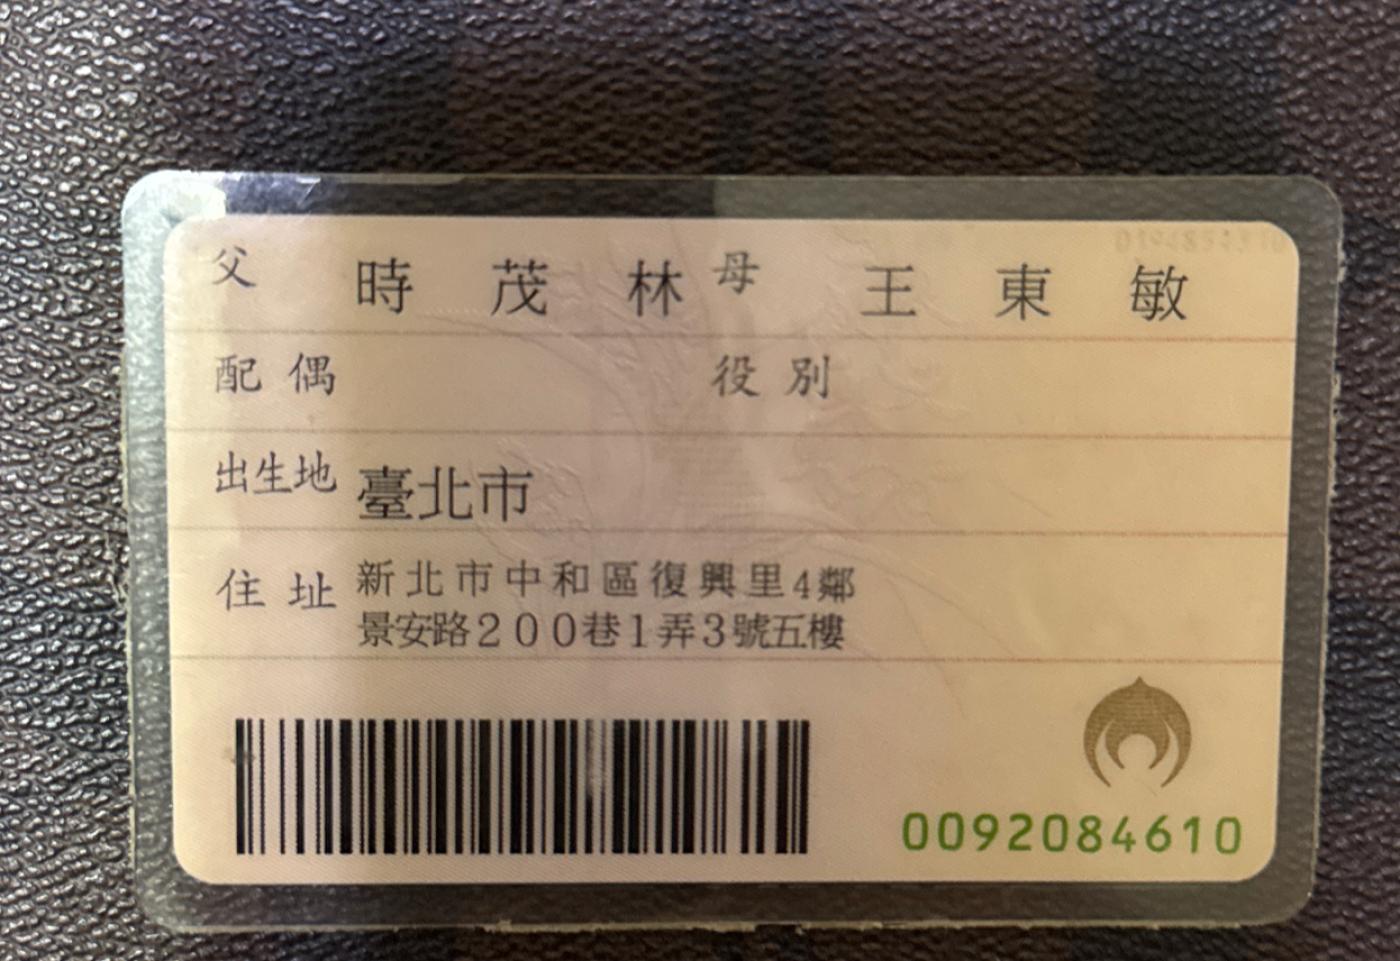 父 時茂林 母 王東敏
配偶 役別
出生地 臺北市
住址 新北市中和區復興里4鄰
景安路200巷1弄3號五樓
0092084610